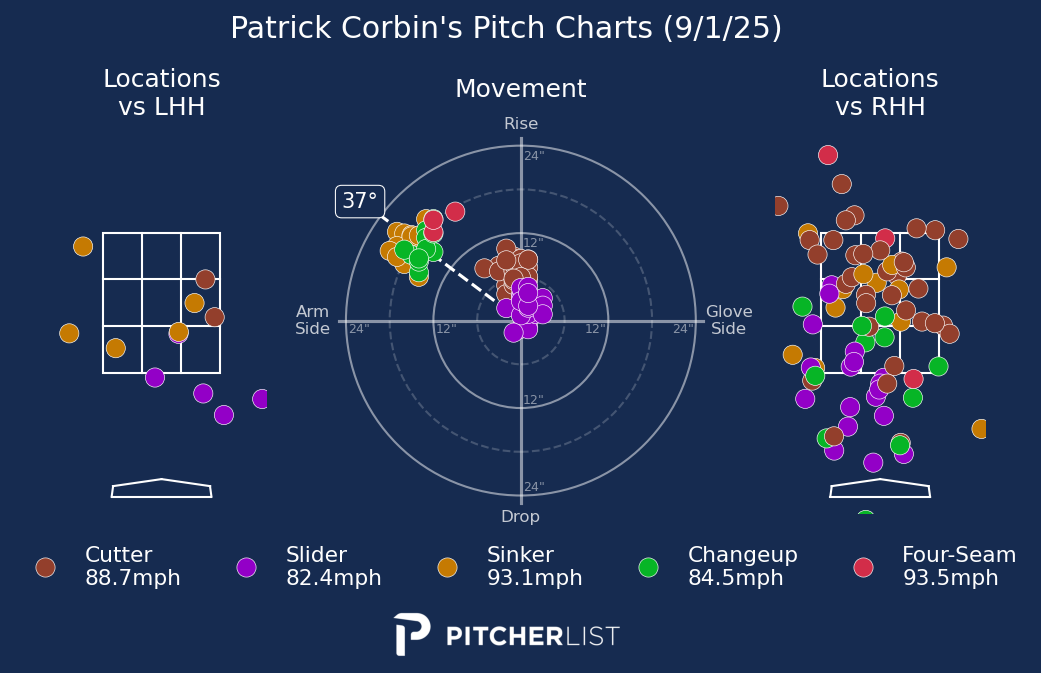 Patrick Corbin's Pitch Charts (9/1/25)
Locations
vs LHH
Movement
Locations
vs RHH
Rise
24"
37°
12"
Arm
Side
24"
12"
12"
24"
Glove
Side
12"
24"
Drop
Cutter
88.7mph
Slider
82.4mph
Sinker
93.1mph
Changeup
84.5mph
Four-Seam
93.5mph
PITCHERLIST